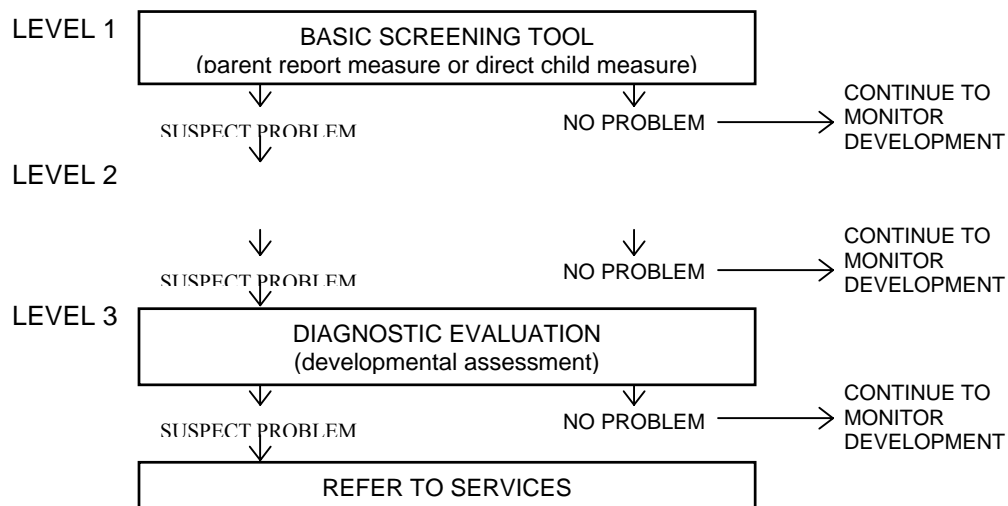 LEVEL 1
BASIC SCREENING TOOL
(parent report measure or direct child measure)
SUSPECT PROBLEM
NO PROBLEM
CONTINUE TO
MONITOR
DEVELOPMENT
LEVEL 2
SUSPECT PROBLEM
NO PROBLEM
CONTINUE TO
MONITOR
DEVELOPMENT
LEVEL 3
DIAGNOSTIC EVALUATION
(developmental assessment)
SUSPECT PROBLEM
NO PROBLEM
CONTINUE TO
MONITOR
DEVELOPMENT
REFER TO SERVICES